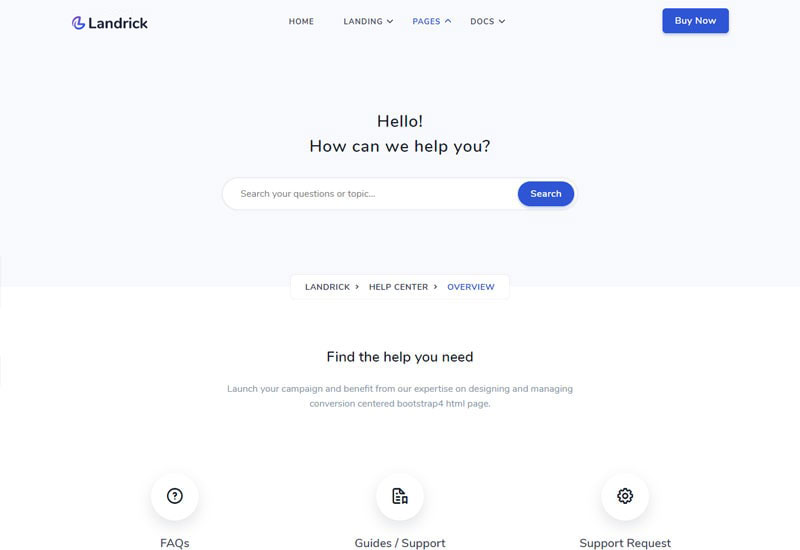 Landrick
HOME LANDING PAGES DOCS
Buy Now
Hello!
How can we help you?
Search your questions or topic...
Search
LANDRICK > HELP CENTER > OVERVIEW
Find the help you need
Launch your campaign and benefit from our expertise on designing and managing
conversion centered bootstrap4 html page.
FAQs
Guides / Support
Support Request